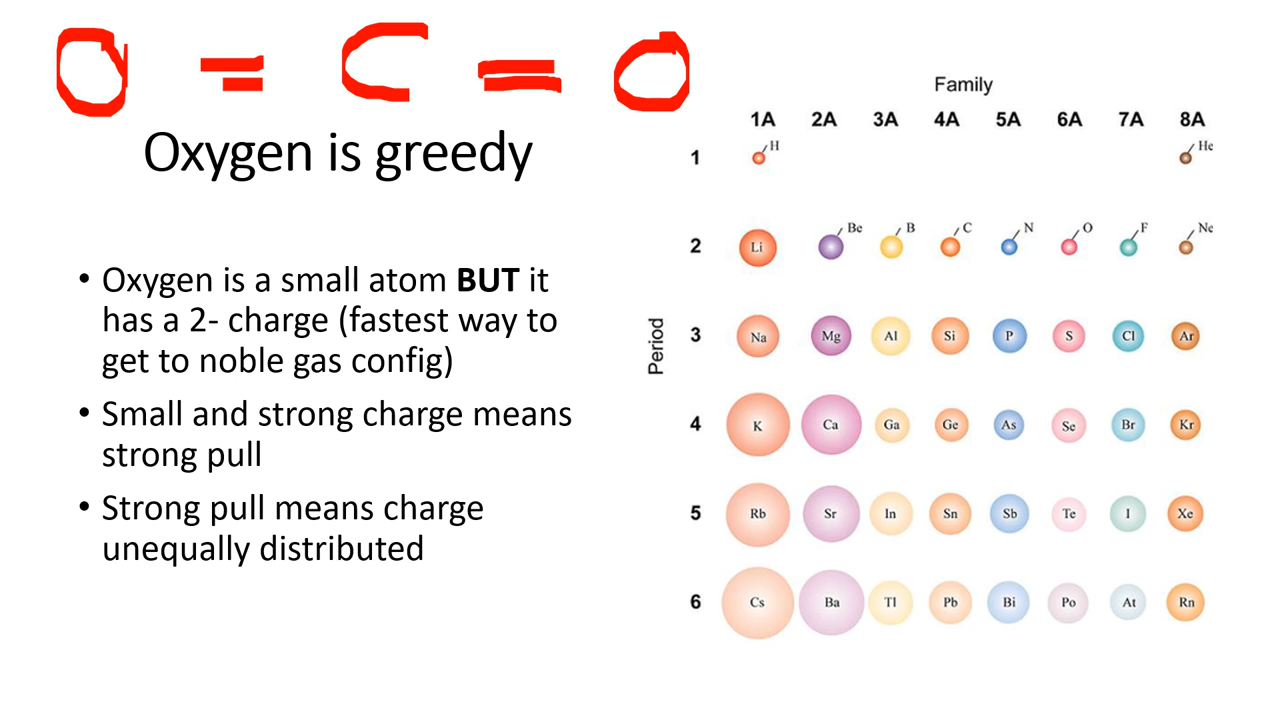 O = C = O
Oxygen is greedy
• Oxygen is a small atom BUT it
has a 2- charge (fastest way to
get to noble gas config)
• Small and strong charge means
strong pull
• Strong pull means charge
unequally distributed
Family
1A 2A 3A 4A 5A 6A 7A 8A
Period
1 H He
2 Li Be B C N O F Ne
3 Na Mg Al Si P S Cl Ar
4 K Ca Ga Ge As Se Br Kr
5 Rb Sr In Sn Sb Te I Xe
6 Cs Ba Tl Pb Bi Po At Rn